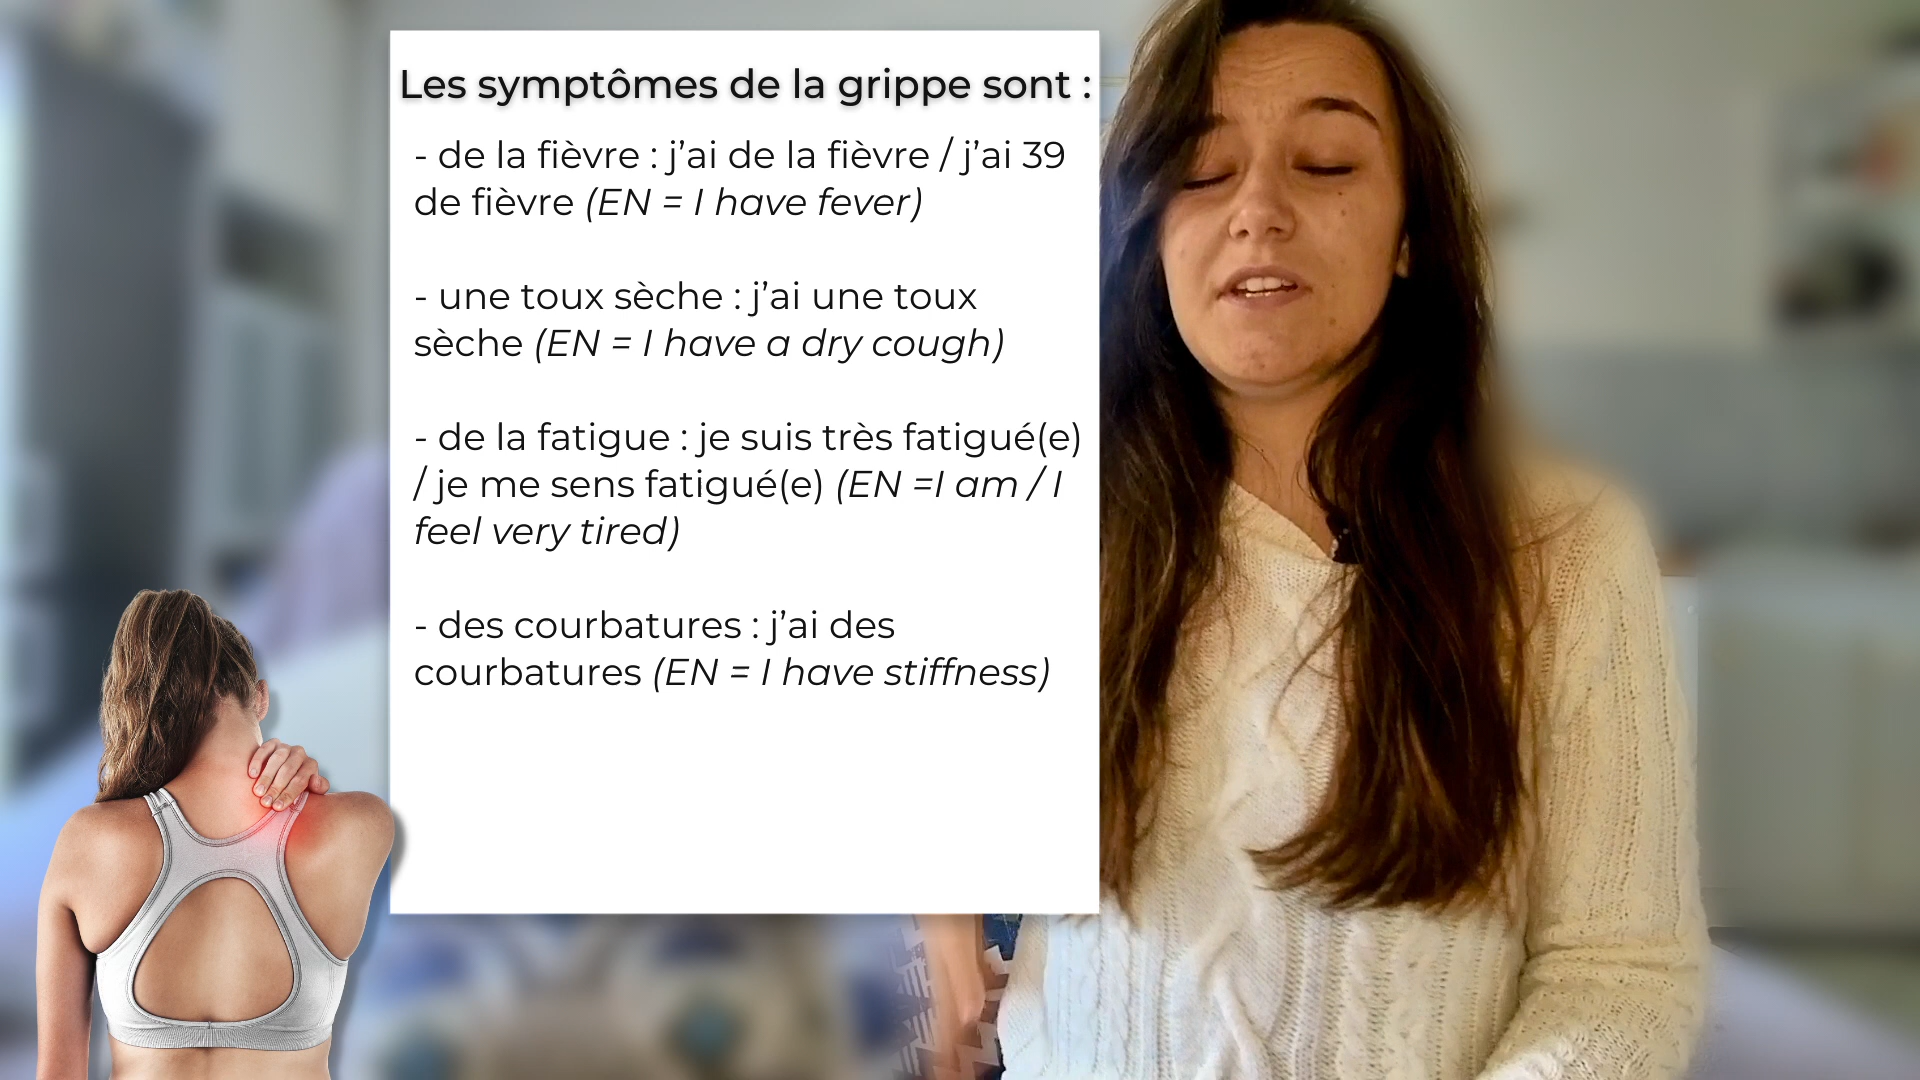 Les symptômes de la grippe sont :
- de la fièvre : j’ai de la fièvre / j’ai 39
de fièvre (EN = I have fever)
- une toux sèche : j’ai une toux
sèche (EN = I have a dry cough)
- de la fatigue : je suis très fatigué(e)
/ je me sens fatigué(e) (EN =I am / I
feel very tired)
- des courbatures : j’ai des
courbatures (EN = I have stiffness)